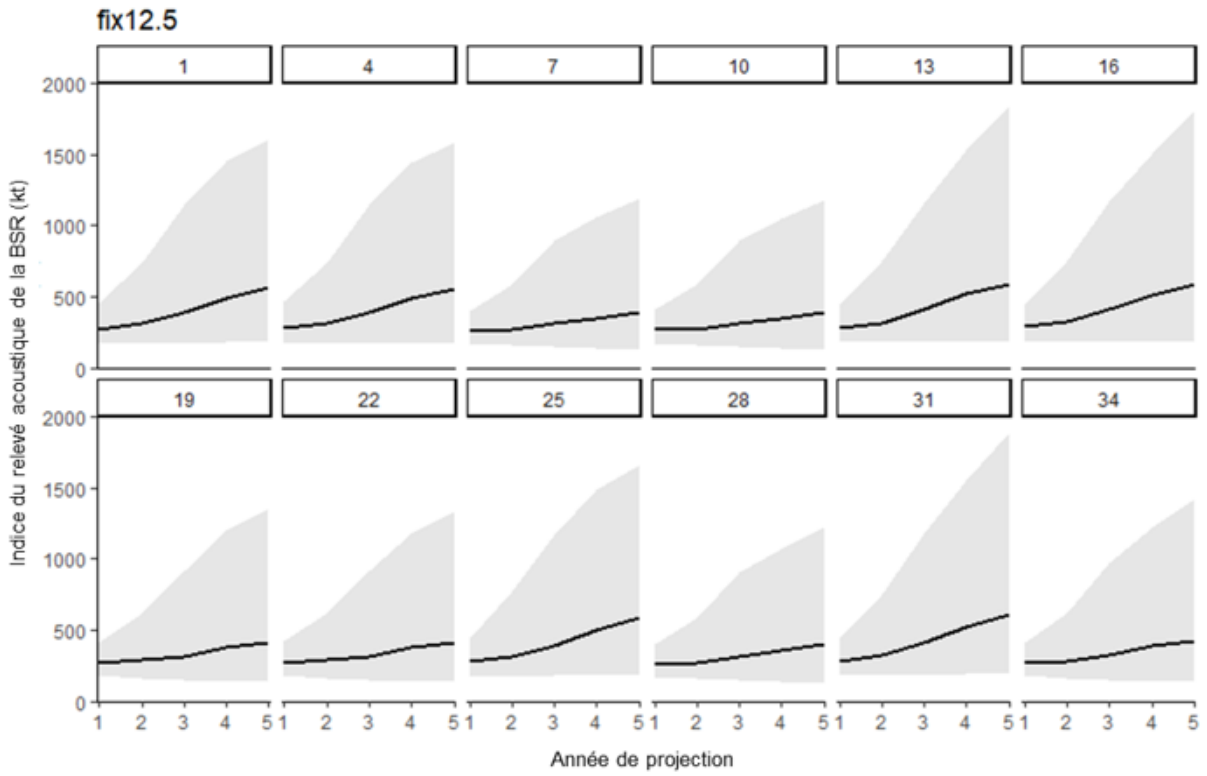 fix12.5
1 4 7 10 13 16
2000
1500
1000
500
0
19 22 25 28 31 34
2000
1500
1000
500
0
1 2 3 4 5 1 2 3 4 5 1 2 3 4 5 1 2 3 4 5 1 2 3 4 5 1 2 3 4 5
Année de projection
Indice du relevé acoustique de la BSR (kt)